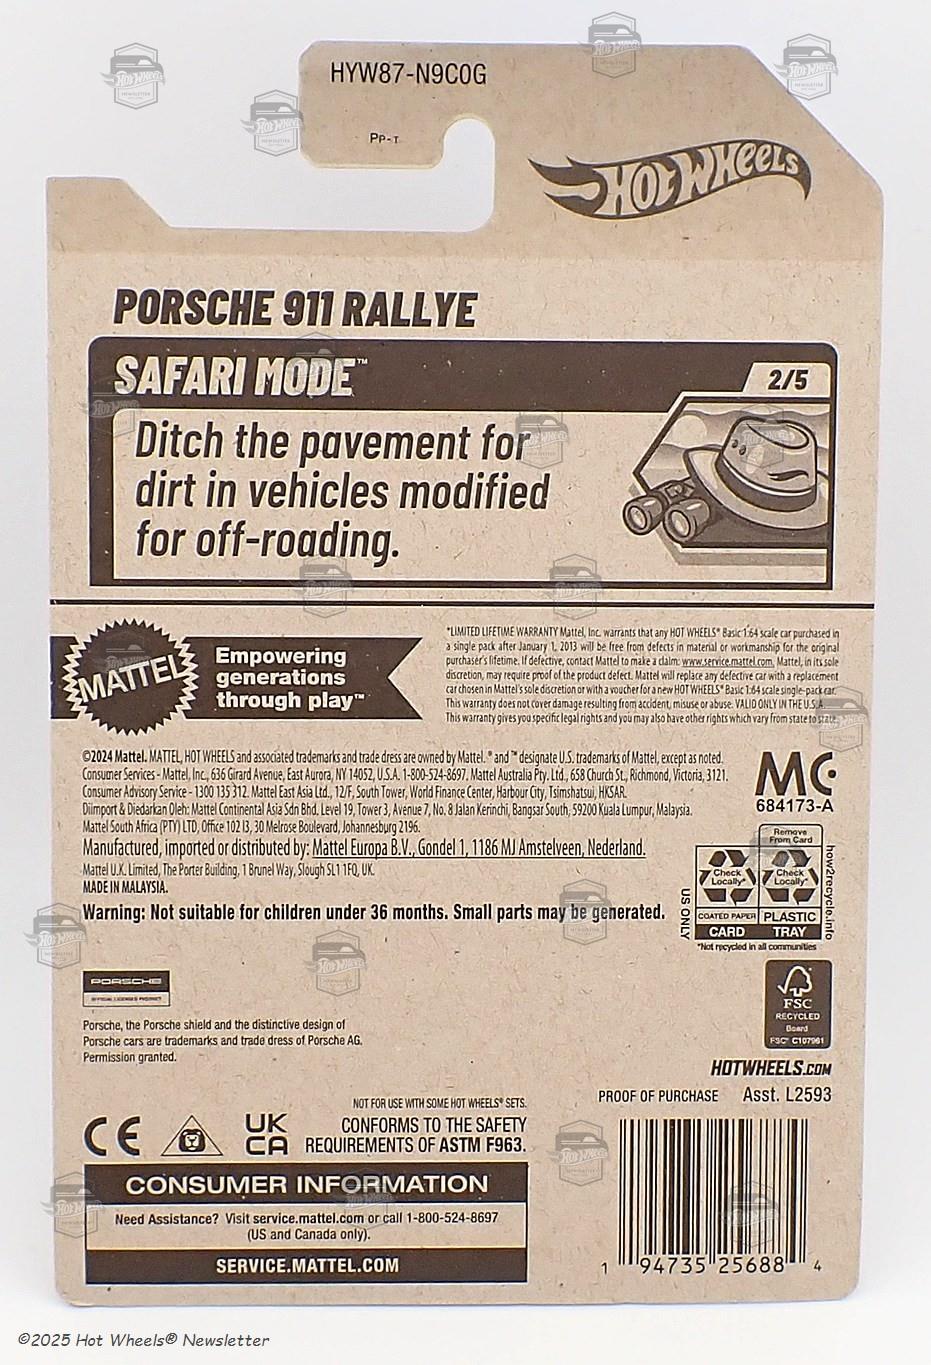 HYW87-N9C0G
PP-T
HOT WHEELS
PORSCHE 911 RALLYE
SAFARI MODE™
2/5
Ditch the pavement for
dirt in vehicles modified
for off-roading.
MATTEL
Empowering
generations
through play™
*LIMITED LIFETIME WARRANTY Mattel, Inc. warrants that any HOT WHEELS® Basic 1:64 scale car purchased in
a single pack after January 1, 2013 will be free from defects in material or workmanship for the original
purchaser's lifetime. If defective, contact Mattel to make a claim: www.service.mattel.com. Mattel, in its sole
discretion, may require proof of the product defect. Mattel will replace any defective car with a replacement
car chosen in Mattel's sole discretion or with a voucher for a new HOT WHEELS® Basic 1:64 scale single-pack car.
This warranty does not cover damage resulting from accident, misuse or abuse. VALID ONLY IN THE U.S.A.
This warranty gives you specific legal rights and you may also have other rights which vary from state to state.
©2024 Mattel. MATTEL, HOT WHEELS and associated trademarks and trade dress are owned by Mattel. ® and ™ designate U.S. trademarks of Mattel, except as noted.
Consumer Services - Mattel, Inc., 636 Girard Avenue, East Aurora, NY 14052, U.S.A. 1-800-524-8697. Mattel Australia Pty. Ltd., 658 Church St., Richmond, Victoria, 3121.
Consumer Advisory Service - 1300 135 312. Mattel East Asia Ltd., 12/F, South Tower, World Finance Center, Harbour City, Tsimshatsui, HKSAR.
Diimport & Diedarkan Oleh: Mattel Continental Asia Sdn Bhd. Level 19, Tower 3, Avenue 7, No. 8 Jalan Kerinchi, Bangsar South, 59200 Kuala Lumpur, Malaysia.
Mattel South Africa (PTY) LTD, Office 102 I3, 30 Melrose Boulevard, Johannesburg 2196.
Manufactured, imported or distributed by: Mattel Europa B.V., Gondel 1, 1186 MJ Amstelveen, Nederland.
Mattel U.K. Limited, The Porter Building, 1 Brunel Way, Slough SL1 1FQ, UK.
MADE IN MALAYSIA.
Warning: Not suitable for children under 36 months. Small parts may be generated.
MC
684173-A
Remove
From Card
Check
Locally*
Check
Locally*
COATED PAPER
PLASTIC
CARD
TRAY
US ONLY
how2recycle.info
*Not recycled in all communities
PORSCHE
OFFICIAL LICENSED PRODUCT
Porsche, the Porsche shield and the distinctive design of
Porsche cars are trademarks and trade dress of Porsche AG.
Permission granted.
FSC
RECYCLED
Board
FSC® C107961
HOTWHEELS.COM
PROOF OF PURCHASE Asst. L2593
NOT FOR USE WITH SOME HOT WHEELS® SETS.
CE
UK
CA
CONFORMS TO THE SAFETY
REQUIREMENTS OF ASTM F963.
CONSUMER INFORMATION
Need Assistance? Visit service.mattel.com or call 1-800-524-8697
(US and Canada only).
SERVICE.MATTEL.COM
1 94735 25688 4
©2025 Hot Wheels® Newsletter